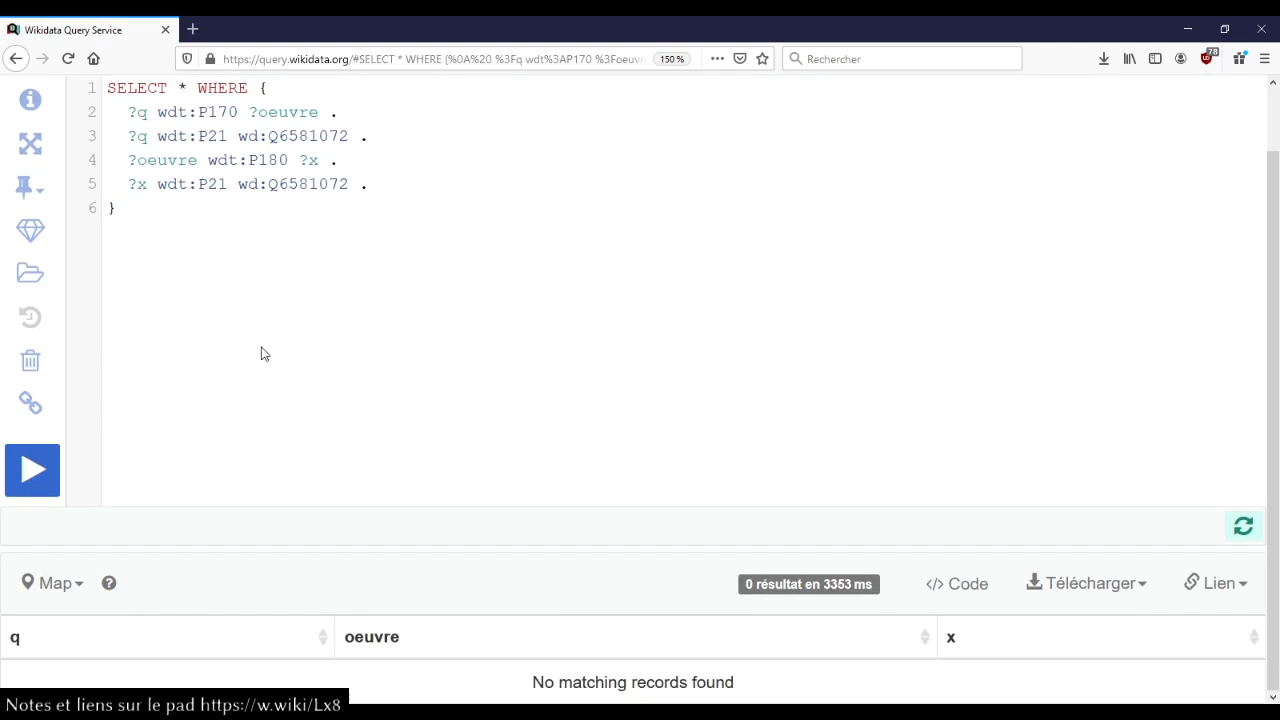 Wikidata Query Service
https://query.wikidata.org/#SELECT * WHERE {%0A%20 %3Fq wdt%3AP170 %3Foeuvr
150 %
Rechercher
78
1 SELECT * WHERE {
2 ?q wdt:P170 ?oeuvre .
3 ?q wdt:P21 wd:Q6581072 .
4 ?oeuvre wdt:P180 ?x .
5 ?x wdt:P21 wd:Q6581072 .
6 }
Map
0 résultat en 3353 ms
</> Code
Télécharger
Lien
q oeuvre x
No matching records found
Notes et liens sur le pad https://w.wiki/Lx8